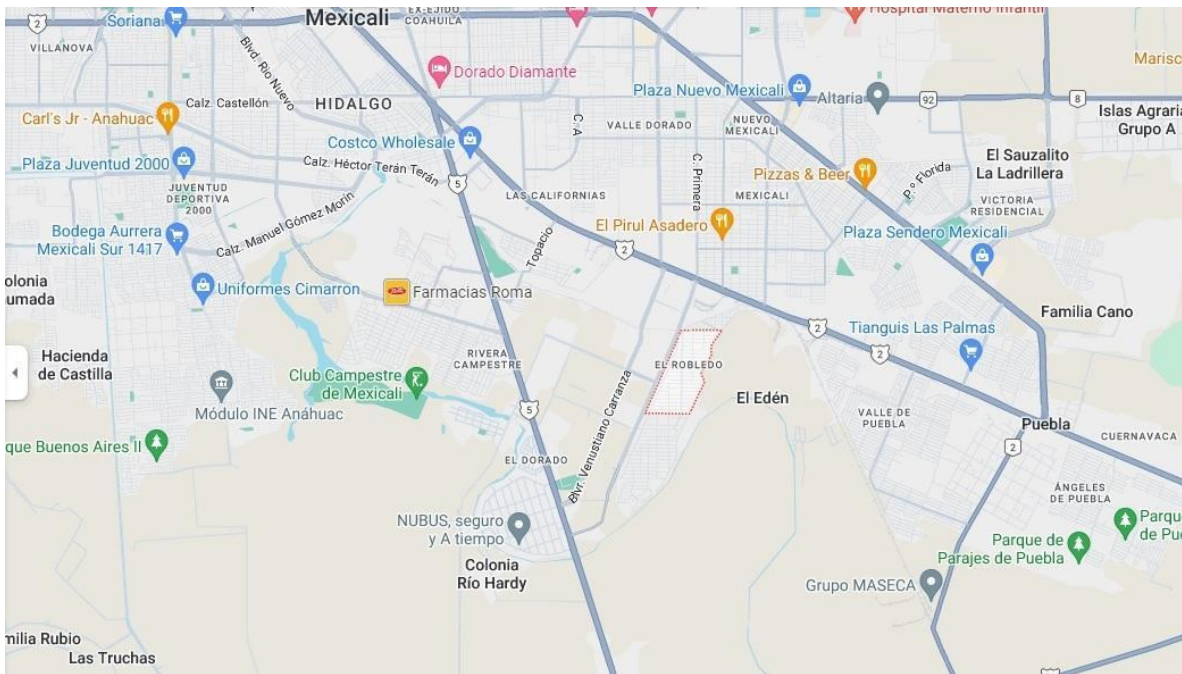 Soriana
Mexicali
EX-EJIDO
COAHUILA
Hospital Materno Infantil
2
VILLANOVA
Blvd. Río Nuevo
Dorado Diamante
Marisc
Plaza Nuevo Mexicali
Altaria
92
8
Calz. Castellón
HIDALGO
Islas Agraria
Grupo A
Carl's Jr - Anahuac
C. A
VALLE DORADO
NUEVO
MEXICALI
Costco Wholesale
Plaza Juventud 2000
Calz. Héctor Terán Terán
El Sauzalito
La Ladrillera
C. Primera
Pizzas & Beer
5
P.º Florida
JUVENTUD
DEPORTIVA
2000
LAS CALIFORNIAS
MEXICALI
VICTORIA
RESIDENCIAL
Calz. Manuel Gómez Morín
El Pirul Asadero
Bodega Aurrera
Mexicali Sur 1417
Plaza Sendero Mexicali
Topacio
2
olonia
umada
Uniformes Cimarron
Farmacias Roma
Familia Cano
2
Tianguis Las Palmas
2
Hacienda
de Castilla
RIVERA
CAMPESTRE
EL ROBLEDO
Club Campestre
de Mexicali
Módulo INE Anáhuac
El Edén
Blvr. Venustiano Carranza
5
VALLE DE
PUEBLA
Puebla
CUERNAVACA
que Buenos Aires II
2
EL DORADO
ÁNGELES
DE PUEBLA
NUBUS, seguro
y A tiempo
Parqu
de Pue
Parque de
Parajes de Puebla
Colonia
Río Hardy
Grupo MASECA
milia Rubio
Las Truchas